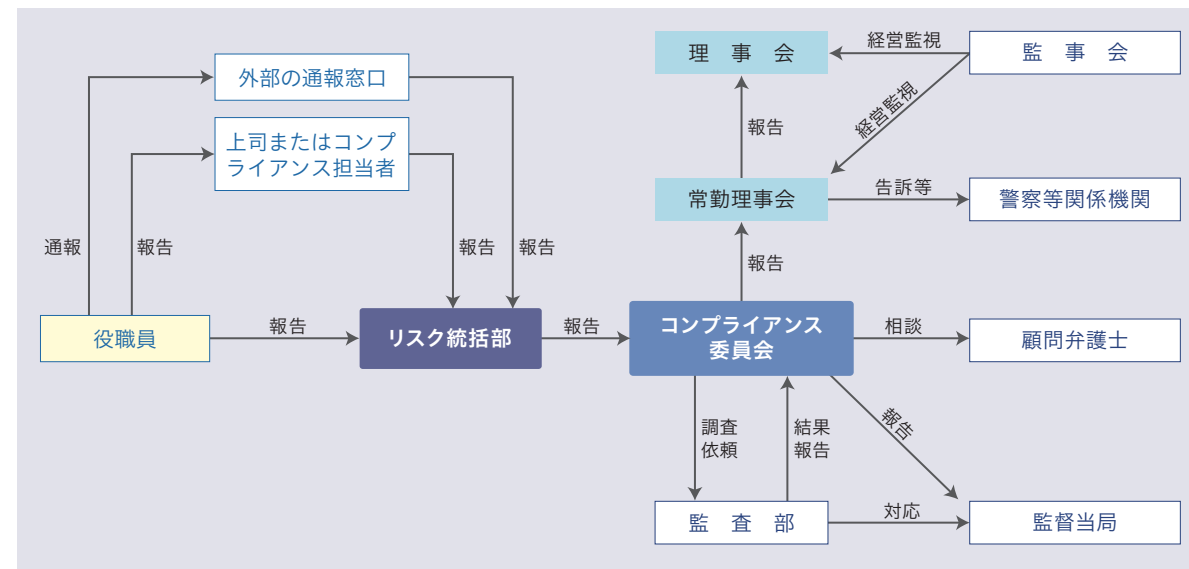 理事会
経営監視
監事会
外部の通報窓口
経営監視
上司またはコンプ
ライアンス担当者
報告
常勤理事会
告訴等
警察等関係機関
通報
報告
報告
報告
報告
役職員
報告
リスク統括部
報告
コンプライアンス
委員会
相談
顧問弁護士
調査
依頼
結果
報告
報告
監査部
対応
監督当局